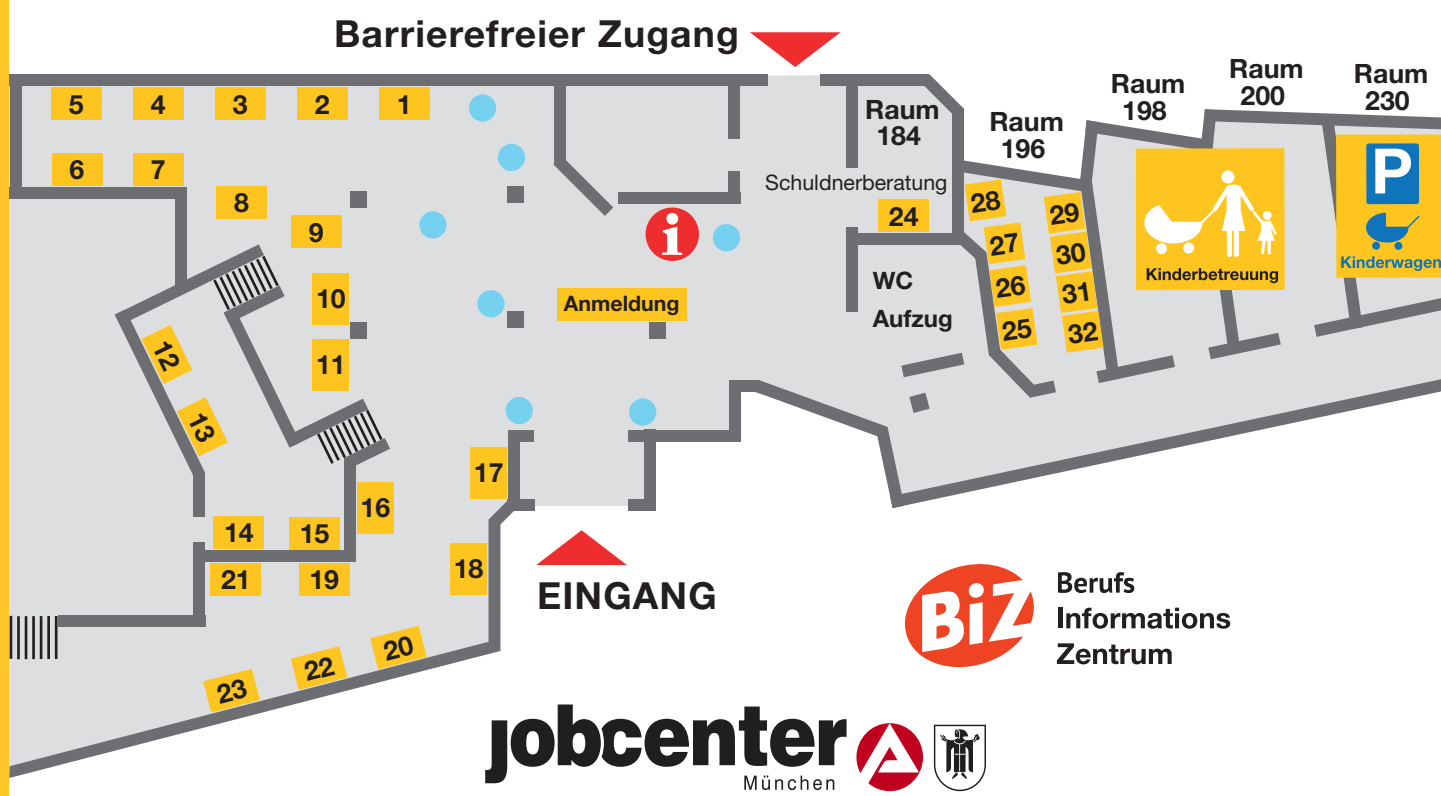 Barrierefreier Zugang
5 4 3 2 1
6 7
8
9
10
11
12
13
14 15
16
17
18
21 19
20
22
23
i
Anmeldung
Raum
184
Schuldnerberatung
24
WC
Aufzug
Raum
196
28 29
27 30
26 31
25 32
Raum
198
Raum
200
Raum
230
Kinderbetreuung
P
Kinderwagen
EINGANG
BiZ
Berufs
Informations
Zentrum
jobcenter
München